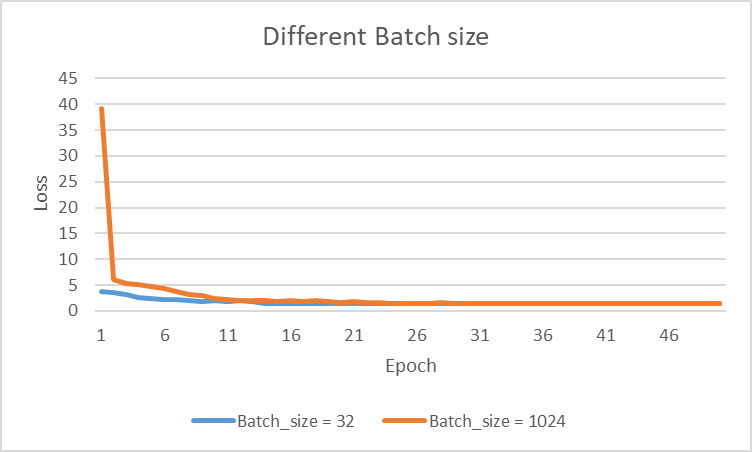 Different Batch size
45
40
35
30
25
20
15
10
5
0
Loss
1 6 11 16 21 26 31 36 41 46
Epoch
Batch_size = 32 Batch_size = 1024